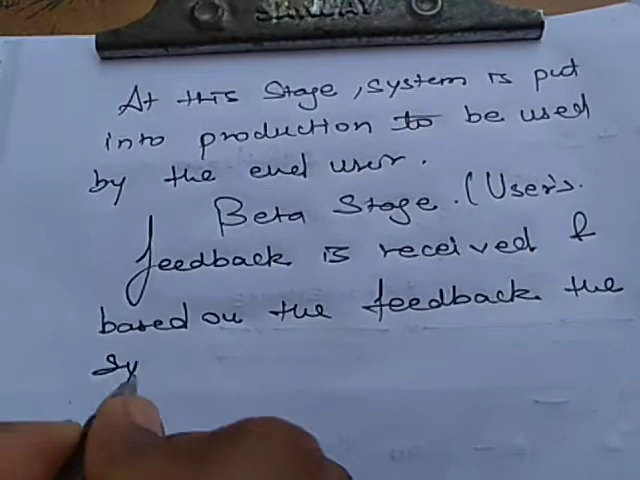 At this Stage, system is put
into production to be used
by the end user.
Beta Stage. (User's.
feedback is received &
based on the feedback the
sy